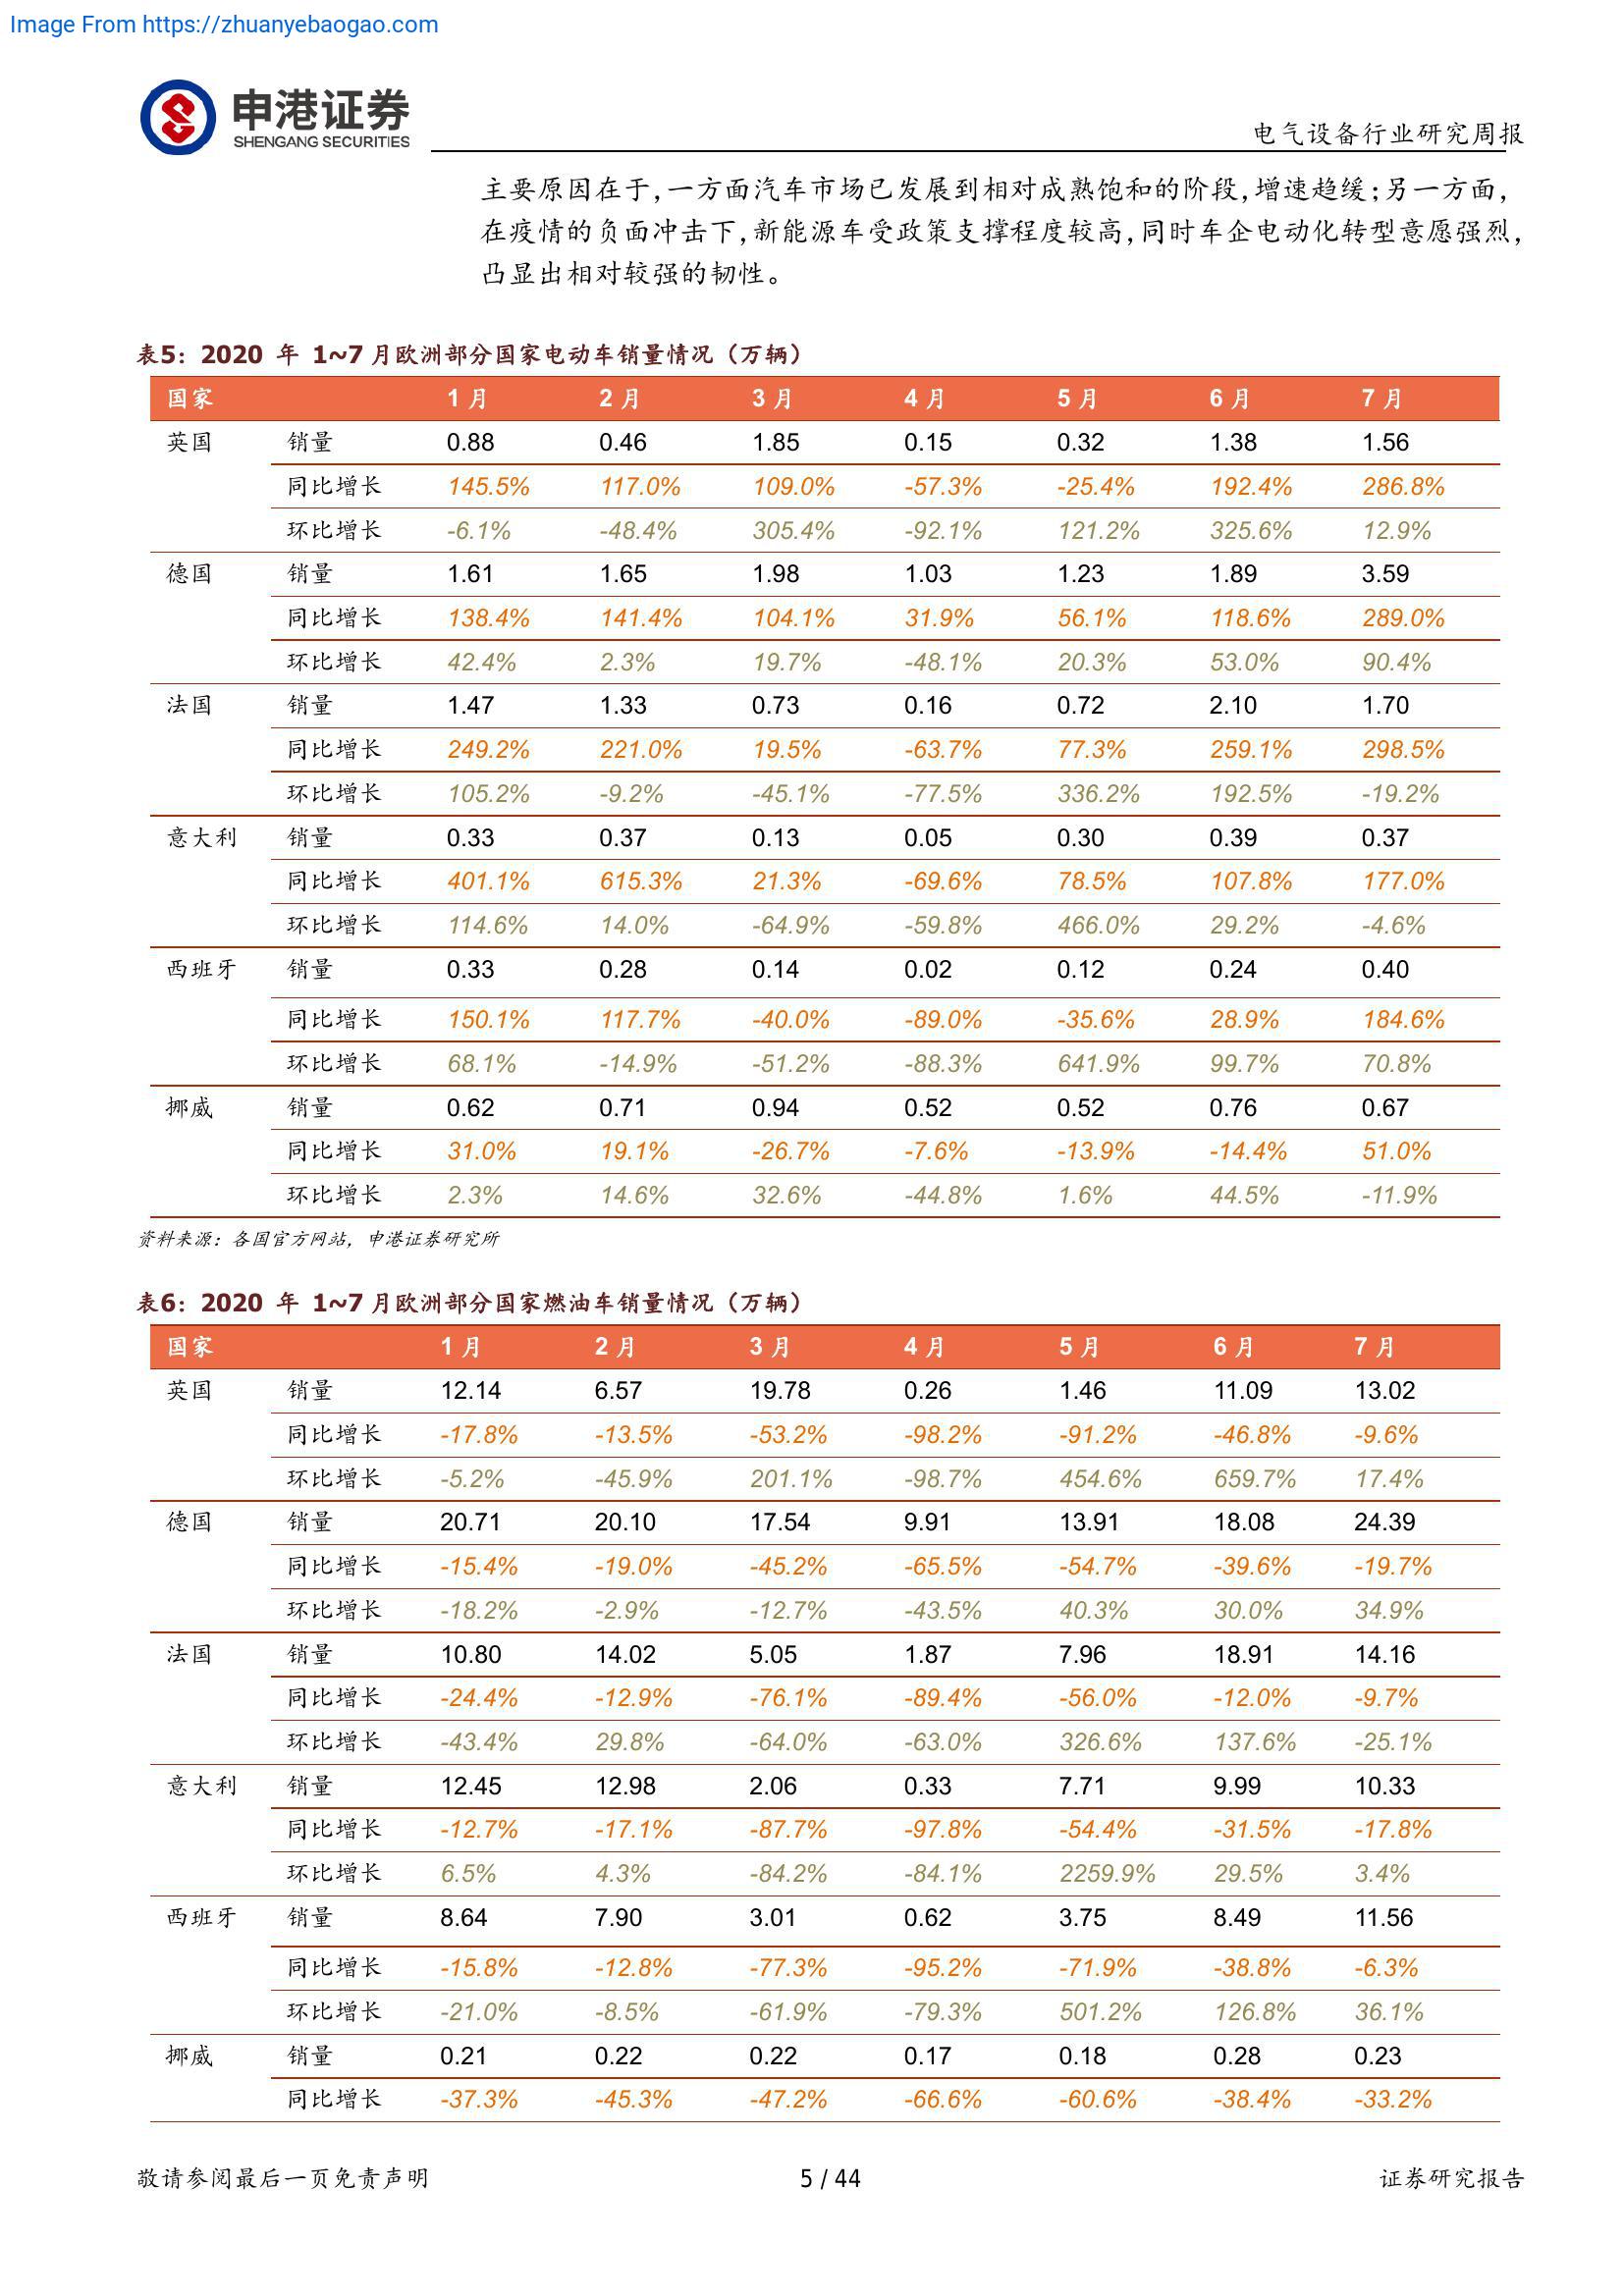 Image From https://zhuanyebaogao.com
申港证券
SHENGANG SECURITIES
电气设备行业研究周报
主要原因在于,一方面汽车市场已发展到相对成熟饱和的阶段,增速趋缓;另一方面,
在疫情的负面冲击下,新能源车受政策支撑程度较高,同时车企电动化转型意愿强烈,
凸显出相对较强的韧性。
表5：2020 年 1~7 月欧洲部分国家电动车销量情况（万辆）
国家 1 月 2 月 3 月 4 月 5 月 6 月 7 月
英国 销量 0.88 0.46 1.85 0.15 0.32 1.38 1.56
同比增长 145.5% 117.0% 109.0% -57.3% -25.4% 192.4% 286.8%
环比增长 -6.1% -48.4% 305.4% -92.1% 121.2% 325.6% 12.9%
德国 销量 1.61 1.65 1.98 1.03 1.23 1.89 3.59
同比增长 138.4% 141.4% 104.1% 31.9% 56.1% 118.6% 289.0%
环比增长 42.4% 2.3% 19.7% -48.1% 20.3% 53.0% 90.4%
法国 销量 1.47 1.33 0.73 0.16 0.72 2.10 1.70
同比增长 249.2% 221.0% 19.5% -63.7% 77.3% 259.1% 298.5%
环比增长 105.2% -9.2% -45.1% -77.5% 336.2% 192.5% -19.2%
意大利 销量 0.33 0.37 0.13 0.05 0.30 0.39 0.37
同比增长 401.1% 615.3% 21.3% -69.6% 78.5% 107.8% 177.0%
环比增长 114.6% 14.0% -64.9% -59.8% 466.0% 29.2% -4.6%
西班牙 销量 0.33 0.28 0.14 0.02 0.12 0.24 0.40
同比增长 150.1% 117.7% -40.0% -89.0% -35.6% 28.9% 184.6%
环比增长 68.1% -14.9% -51.2% -88.3% 641.9% 99.7% 70.8%
挪威 销量 0.62 0.71 0.94 0.52 0.52 0.76 0.67
同比增长 31.0% 19.1% -26.7% -7.6% -13.9% -14.4% 51.0%
环比增长 2.3% 14.6% 32.6% -44.8% 1.6% 44.5% -11.9%
资料来源：各国官方网站，申港证券研究所
表6：2020 年 1~7 月欧洲部分国家燃油车销量情况（万辆）
国家 1 月 2 月 3 月 4 月 5 月 6 月 7 月
英国 销量 12.14 6.57 19.78 0.26 1.46 11.09 13.02
同比增长 -17.8% -13.5% -53.2% -98.2% -91.2% -46.8% -9.6%
环比增长 -5.2% -45.9% 201.1% -98.7% 454.6% 659.7% 17.4%
德国 销量 20.71 20.10 17.54 9.91 13.91 18.08 24.39
同比增长 -15.4% -19.0% -45.2% -65.5% -54.7% -39.6% -19.7%
环比增长 -18.2% -2.9% -12.7% -43.5% 40.3% 30.0% 34.9%
法国 销量 10.80 14.02 5.05 1.87 7.96 18.91 14.16
同比增长 -24.4% -12.9% -76.1% -89.4% -56.0% -12.0% -9.7%
环比增长 -43.4% 29.8% -64.0% -63.0% 326.6% 137.6% -25.1%
意大利 销量 12.45 12.98 2.06 0.33 7.71 9.99 10.33
同比增长 -12.7% -17.1% -87.7% -97.8% -54.4% -31.5% -17.8%
环比增长 6.5% 4.3% -84.2% -84.1% 2259.9% 29.5% 3.4%
西班牙 销量 8.64 7.90 3.01 0.62 3.75 8.49 11.56
同比增长 -15.8% -12.8% -77.3% -95.2% -71.9% -38.8% -6.3%
环比增长 -21.0% -8.5% -61.9% -79.3% 501.2% 126.8% 36.1%
挪威 销量 0.21 0.22 0.22 0.17 0.18 0.28 0.23
同比增长 -37.3% -45.3% -47.2% -66.6% -60.6% -38.4% -33.2%
敬请参阅最后一页免责声明 5 / 44 证券研究报告